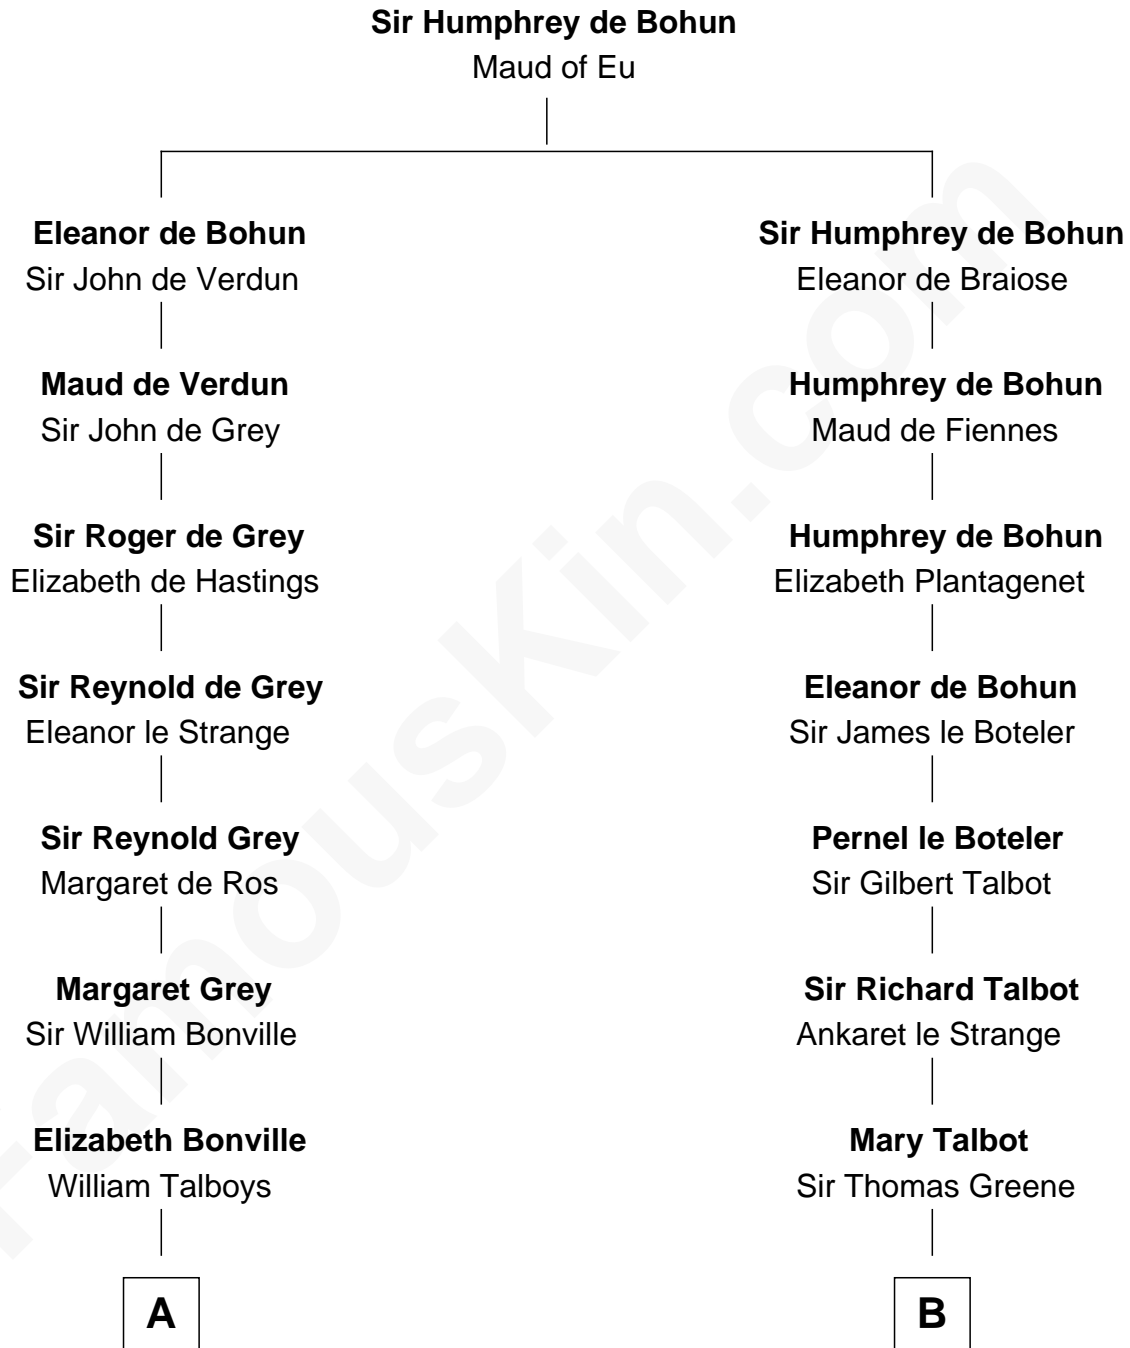 Sir Humphrey de Bohun
Maud of Eu
Eleanor de Bohun
Sir John de Verdun
Sir Humphrey de Bohun
Eleanor de Braiose
Maud de Verdun
Sir John de Grey
Humphrey de Bohun
Maud de Fiennes
Sir Roger de Grey
Elizabeth de Hastings
Humphrey de Bohun
Elizabeth Plantagenet
Sir Reynold de Grey
Eleanor le Strange
Eleanor de Bohun
Sir James le Boteler
Sir Reynold Grey
Margaret de Ros
Pernel le Boteler
Sir Gilbert Talbot
Margaret Grey
Sir William Bonville
Sir Richard Talbot
Ankaret le Strange
Elizabeth Bonville
William Talboys
Mary Talbot
Sir Thomas Greene
A
B
FamousKin.com